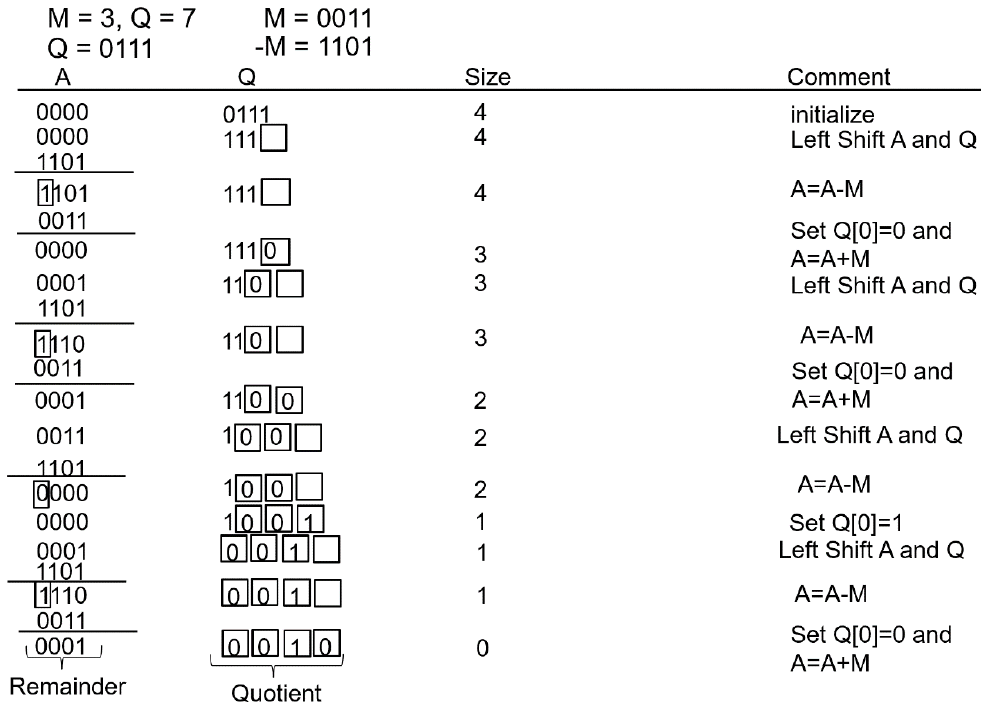 M = 3, Q = 7 M = 0011
Q = 0111 -M = 1101
A Q Size Comment
0000 0111 4 initialize
0000 111 4 Left Shift A and Q
1101
1101 111 4 A=A-M
0011
Set Q[0]=0 and
0000 1110 3 A=A+M
0001 110 3 Left Shift A and Q
1101
1110 110 3 A=A-M
0011
Set Q[0]=0 and
0001 1100 2 A=A+M
0011 100 2 Left Shift A and Q
1101
0000 100 2 A=A-M
0000 1001 1 Set Q[0]=1
0001 001 1 Left Shift A and Q
1101
1110 001 1 A=A-M
0011
Set Q[0]=0 and
0001 0010 0 A=A+M
Remainder Quotient